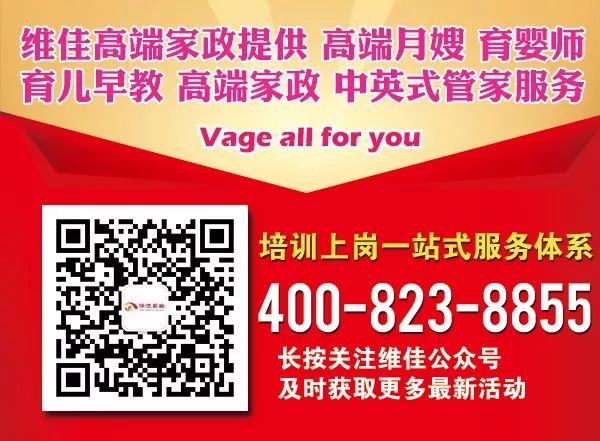 维佳高端家政提供 高端月嫂 育婴师
育儿早教 高端家政 中英式管家服务
Vage all for you
培训上岗一站式服务体系
400-823-8855
长按关注维佳公众号
及时获取更多最新活动